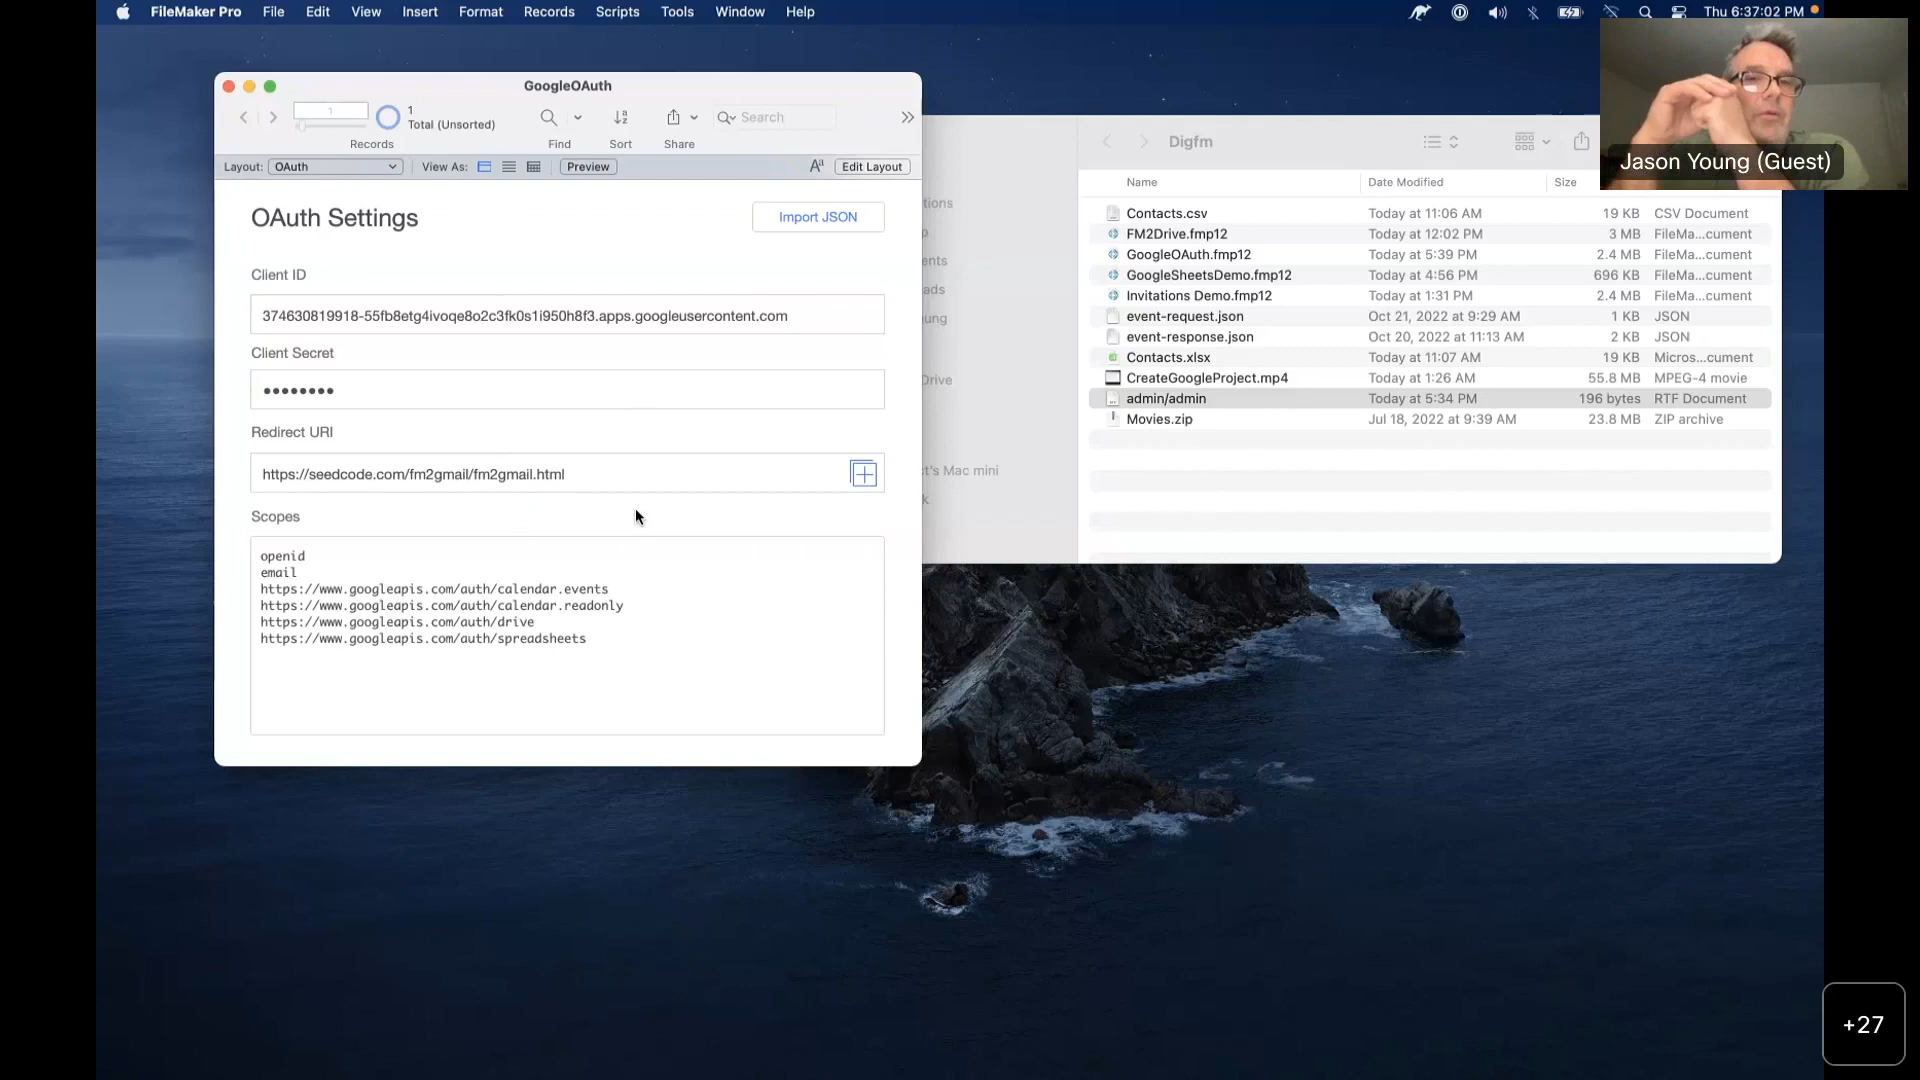 FileMaker Pro File Edit View Insert Format Records Scripts Tools Window Help
Thu 6:37:02 PM
Jason Young (Guest)
GoogleOAuth
1
1
Total (Unsorted)
Search
Records Find Sort Share
Layout: OAuth View As: Preview Aª Edit Layout
OAuth Settings
Import JSON
Client ID
374630819918-55fb8etg4ivoqe8o2c3fk0s1i950h8f3.apps.googleusercontent.com
Client Secret
••••••••
Redirect URI
https://seedcode.com/fm2gmail/fm2gmail.html
Scopes
openid
email
https://www.googleapis.com/auth/calendar.events
https://www.googleapis.com/auth/calendar.readonly
https://www.googleapis.com/auth/drive
https://www.googleapis.com/auth/spreadsheets
tions
p
ents
ads
ung
Drive
ct's Mac mini
k
Digfm
Name Date Modified Size
Contacts.csv Today at 11:06 AM 19 KB CSV Document
FM2Drive.fmp12 Today at 12:02 PM 3 MB FileMa...cument
GoogleOAuth.fmp12 Today at 5:39 PM 2.4 MB FileMa...cument
GoogleSheetsDemo.fmp12 Today at 4:56 PM 696 KB FileMa...cument
Invitations Demo.fmp12 Today at 1:31 PM 2.4 MB FileMa...cument
event-request.json Oct 21, 2022 at 9:29 AM 1 KB JSON
event-response.json Oct 20, 2022 at 11:13 AM 2 KB JSON
Contacts.xlsx Today at 11:07 AM 19 KB Micros...cument
CreateGoogleProject.mp4 Today at 1:26 AM 55.8 MB MPEG-4 movie
admin/admin Today at 5:34 PM 196 bytes RTF Document
Movies.zip Jul 18, 2022 at 9:39 AM 23.8 MB ZIP archive
+27